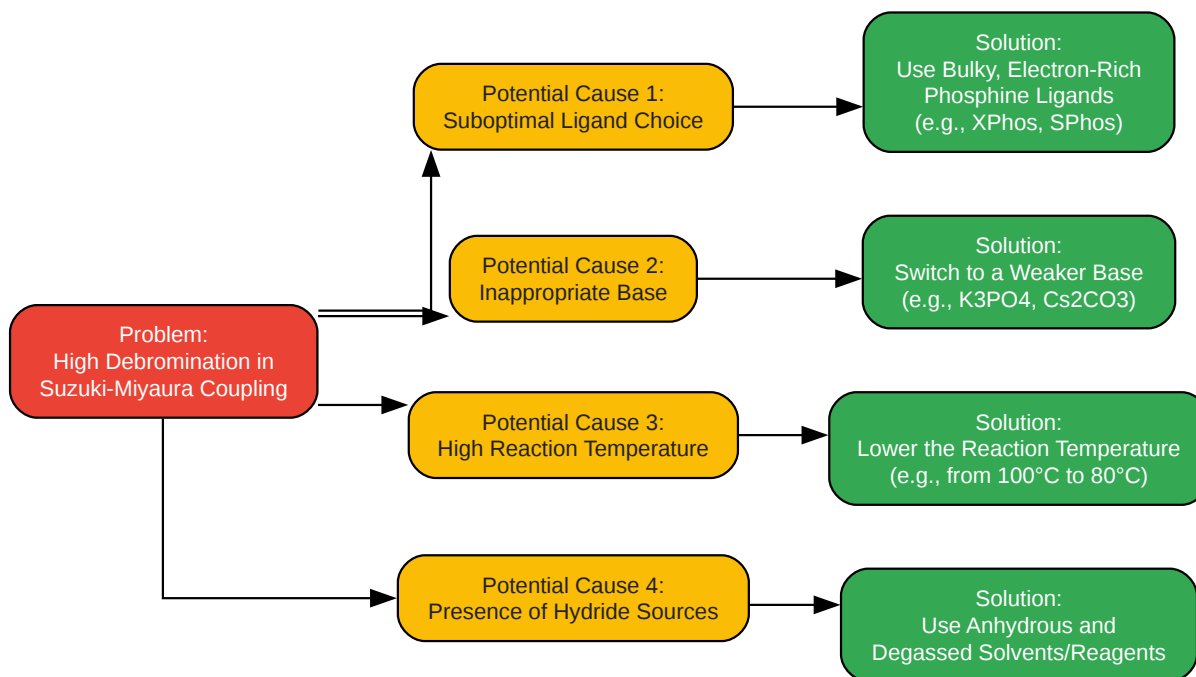 Problem:
High Debromination in
Suzuki-Miyaura Coupling
Potential Cause 1:
Suboptimal Ligand Choice
Solution:
Use Bulky, Electron-Rich
Phosphine Ligands
(e.g., XPhos, SPhos)
Potential Cause 2:
Inappropriate Base
Solution:
Switch to a Weaker Base
(e.g., K3PO4, Cs2CO3)
Potential Cause 3:
High Reaction Temperature
Solution:
Lower the Reaction Temperature
(e.g., from 100°C to 80°C)
Potential Cause 4:
Presence of Hydride Sources
Solution:
Use Anhydrous and
Degassed Solvents/Reagents